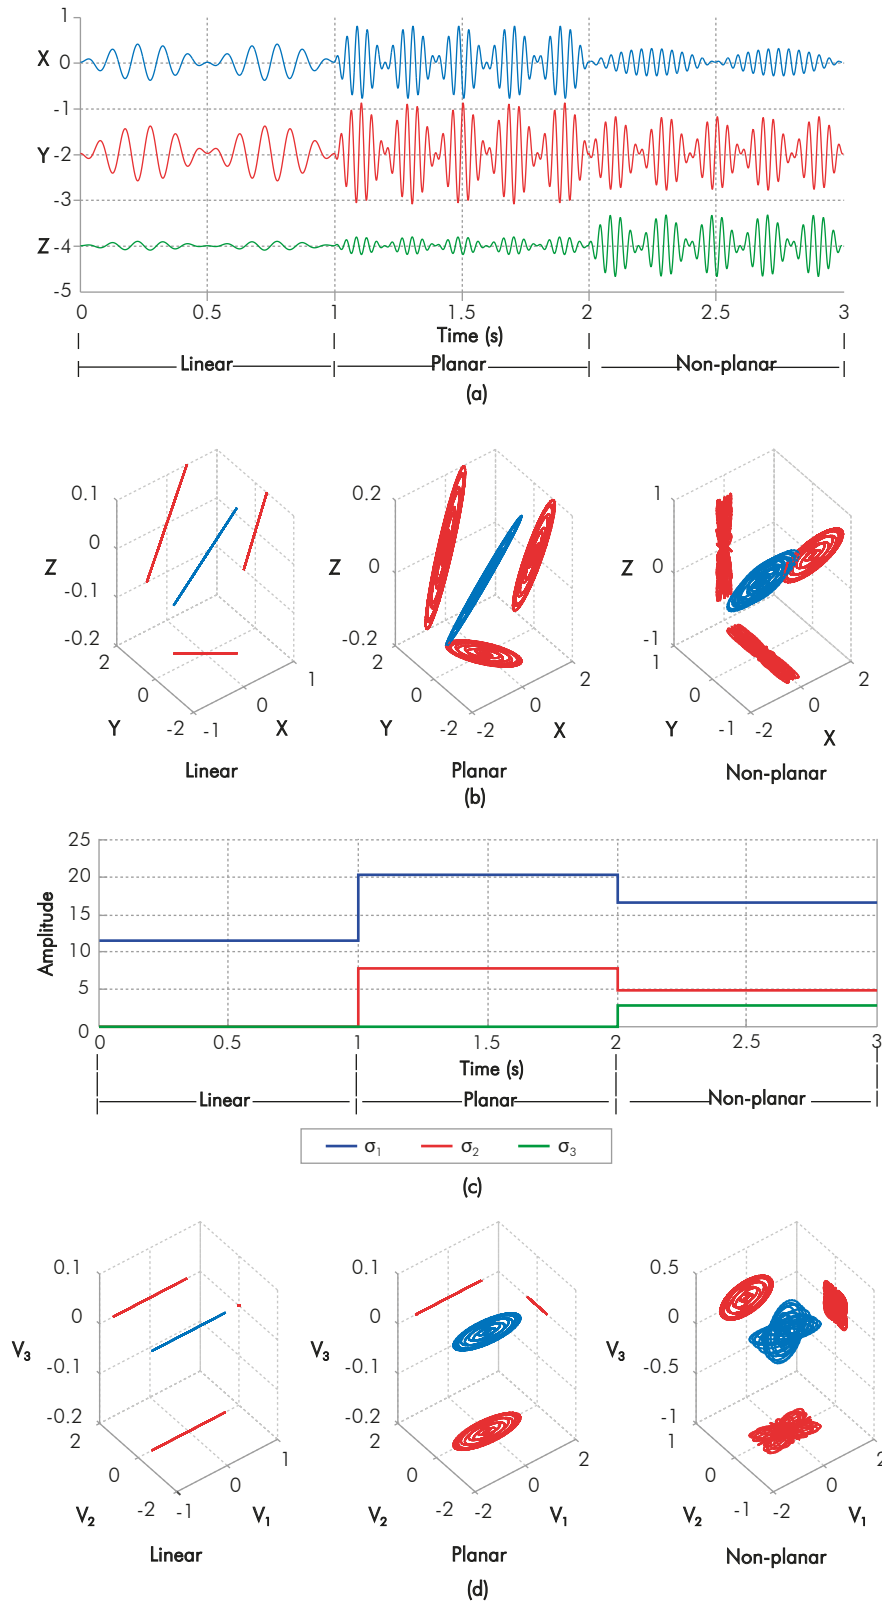 1
X 0
-1
Y -2
-3
Z -4
-5
0 0.5 1 1.5 2 2.5 3
Time (s)
Linear Planar Non-planar
(a)
0.1 0.2 1
0 0 0
Z Z Z
-0.1
-0.2 -0.2 -1
2 1 2 2 1 2
0 0 0 0 0 0
Y -2 -1 X Y -2 -2 X Y -1 -2 X
Linear Planar Non-planar
(b)
25
20
15
10
5
0
Amplitude
0 0.5 1 1.5 2 2.5 3
Time (s)
Linear Planar Non-planar
σ1 σ2 σ3
(c)
0.1 0.1 0.5
0 0 0
V3 V3 V3
-0.1 -0.1 -0.5
-0.2 -0.2 -1
2 1 2 2 1 2
0 0 0 0 0 0
V2 -2 -1 V1 V2 -2 -2 V1 V2 -1 -2 V1
Linear Planar Non-planar
(d)